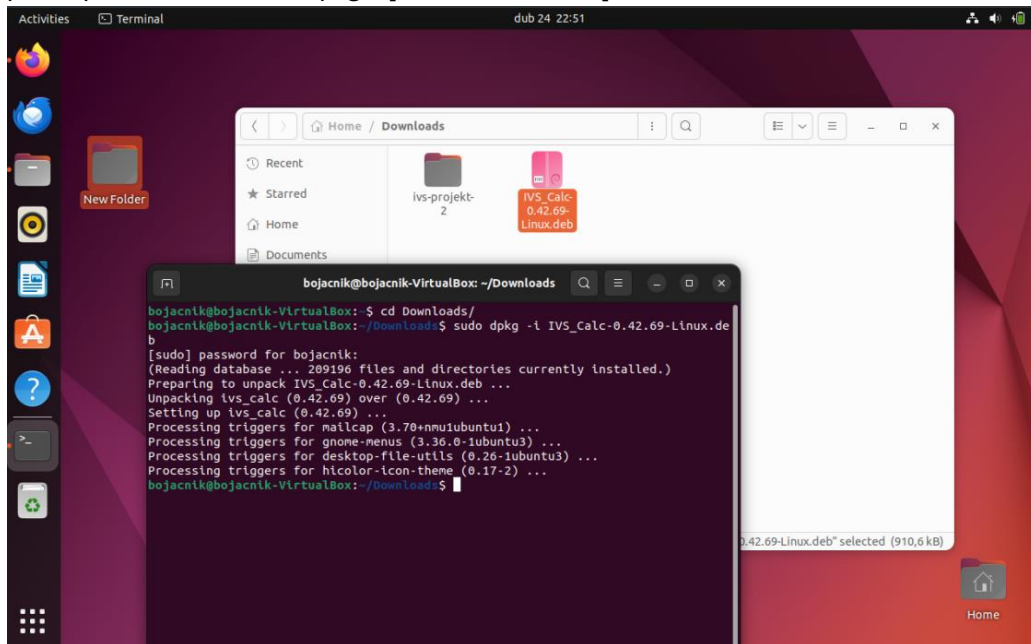 Activities
Terminal
dub 24 22:51
Home / Downloads
Recent
Starred
Home
Documents
ivs-projekt-
2
IVS_Calc-
0.42.69-
Linux.deb
New Folder
bojacnik@bojacnik-VirtualBox: ~/Downloads
bojacnik@bojacnik-VirtualBox:~$ cd Downloads/
bojacnik@bojacnik-VirtualBox:~/Downloads$ sudo dpkg -i IVS_Calc-0.42.69-Linux.de
b
[sudo] password for bojacnik:
(Reading database ... 209196 files and directories currently installed.)
Preparing to unpack IVS_Calc-0.42.69-Linux.deb ...
Unpacking ivs_calc (0.42.69) over (0.42.69) ...
Setting up ivs_calc (0.42.69) ...
Processing triggers for mailcap (3.70+nmu1ubuntu1) ...
Processing triggers for gnome-menus (3.36.0-1ubuntu3) ...
Processing triggers for desktop-file-utils (0.26-1ubuntu3) ...
Processing triggers for hicolor-icon-theme (0.17-2) ...
bojacnik@bojacnik-VirtualBox:~/Downloads$
0.42.69-Linux.deb" selected (910,6 kB)
Home